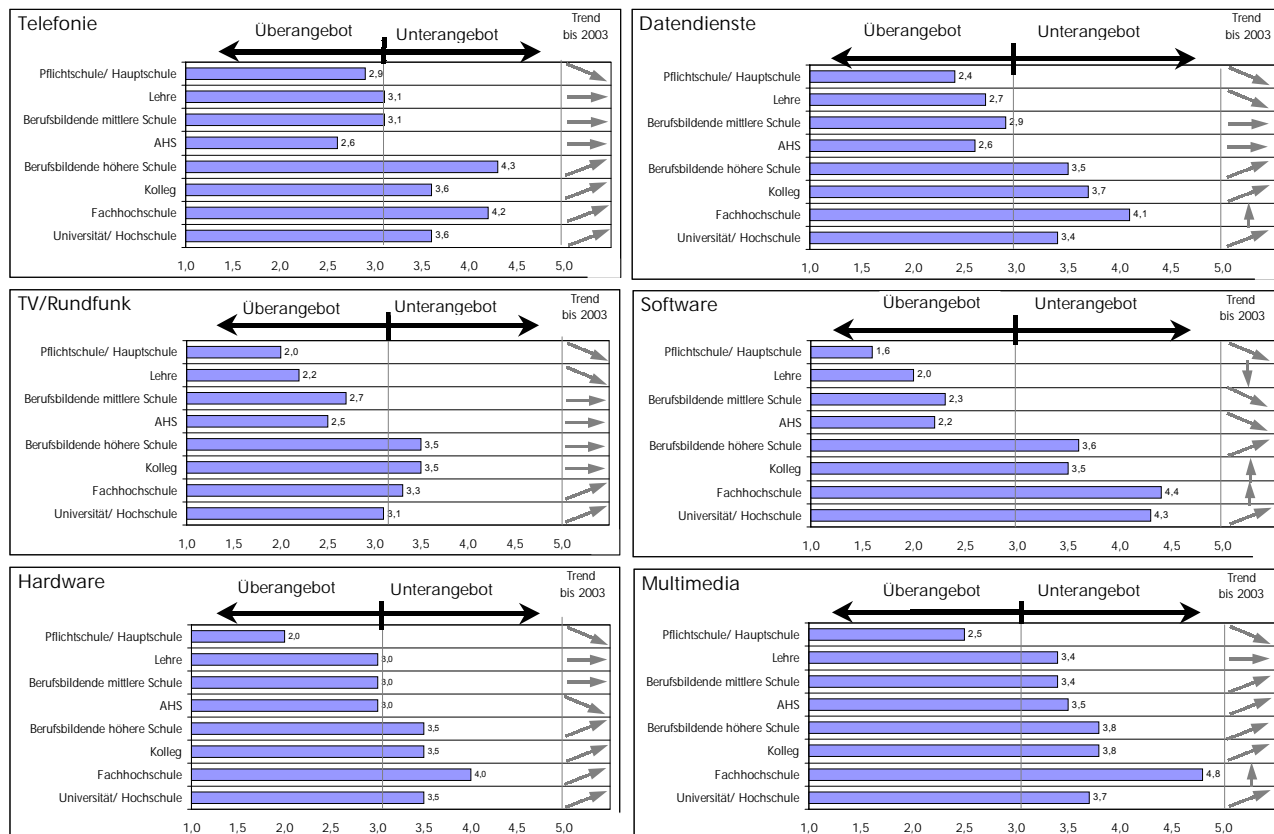 Telefonie
Überangebot Unterangebot
Trend
bis 2003
Pflichtschule/ Hauptschule 2,9
Lehre 3,1
Berufsbildende mittlere Schule 3,1
AHS 2,6
Berufsbildende höhere Schule 4,3
Kolleg 3,6
Fachhochschule 4,2
Universität/ Hochschule 3,6
1,0 1,5 2,0 2,5 3,0 3,5 4,0 4,5 5,0
Datendienste
Überangebot Unterangebot
Trend
bis 2003
Pflichtschule/ Hauptschule 2,4
Lehre 2,7
Berufsbildende mittlere Schule 2,9
AHS 2,6
Berufsbildende höhere Schule 3,5
Kolleg 3,7
Fachhochschule 4,1
Universität/ Hochschule 3,4
1,0 1,5 2,0 2,5 3,0 3,5 4,0 4,5 5,0
TV/Rundfunk
Überangebot Unterangebot
Trend
bis 2003
Pflichtschule/ Hauptschule 2,0
Lehre 2,2
Berufsbildende mittlere Schule 2,7
AHS 2,5
Berufsbildende höhere Schule 3,5
Kolleg 3,5
Fachhochschule 3,3
Universität/ Hochschule 3,1
1,0 1,5 2,0 2,5 3,0 3,5 4,0 4,5 5,0
Software
Überangebot Unterangebot
Trend
bis 2003
Pflichtschule/ Hauptschule 1,6
Lehre 2,0
Berufsbildende mittlere Schule 2,3
AHS 2,2
Berufsbildende höhere Schule 3,6
Kolleg 3,5
Fachhochschule 4,4
Universität/ Hochschule 4,3
1,0 1,5 2,0 2,5 3,0 3,5 4,0 4,5 5,0
Hardware
Überangebot Unterangebot
Trend
bis 2003
Pflichtschule/ Hauptschule 2,0
Lehre 3,0
Berufsbildende mittlere Schule 3,0
AHS 3,0
Berufsbildende höhere Schule 3,5
Kolleg 3,5
Fachhochschule 4,0
Universität/ Hochschule 3,5
1,0 1,5 2,0 2,5 3,0 3,5 4,0 4,5 5,0
Multimedia
Überangebot Unterangebot
Trend
bis 2003
Pflichtschule/ Hauptschule 2,5
Lehre 3,4
Berufsbildende mittlere Schule 3,4
AHS 3,5
Berufsbildende höhere Schule 3,8
Kolleg 3,8
Fachhochschule 4,8
Universität/ Hochschule 3,7
1,0 1,5 2,0 2,5 3,0 3,5 4,0 4,5 5,0